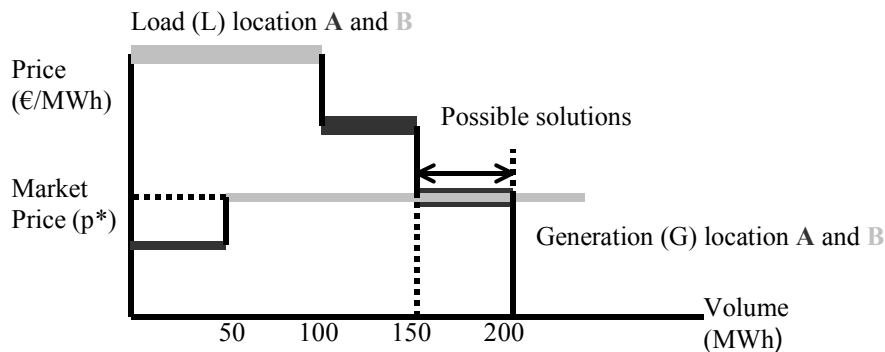 Load (L) location A and B
Price
(€/MWh)
Possible solutions
Market
Price (p*)
Generation (G) location A and B
50 100 150 200
Volume
(MWh)